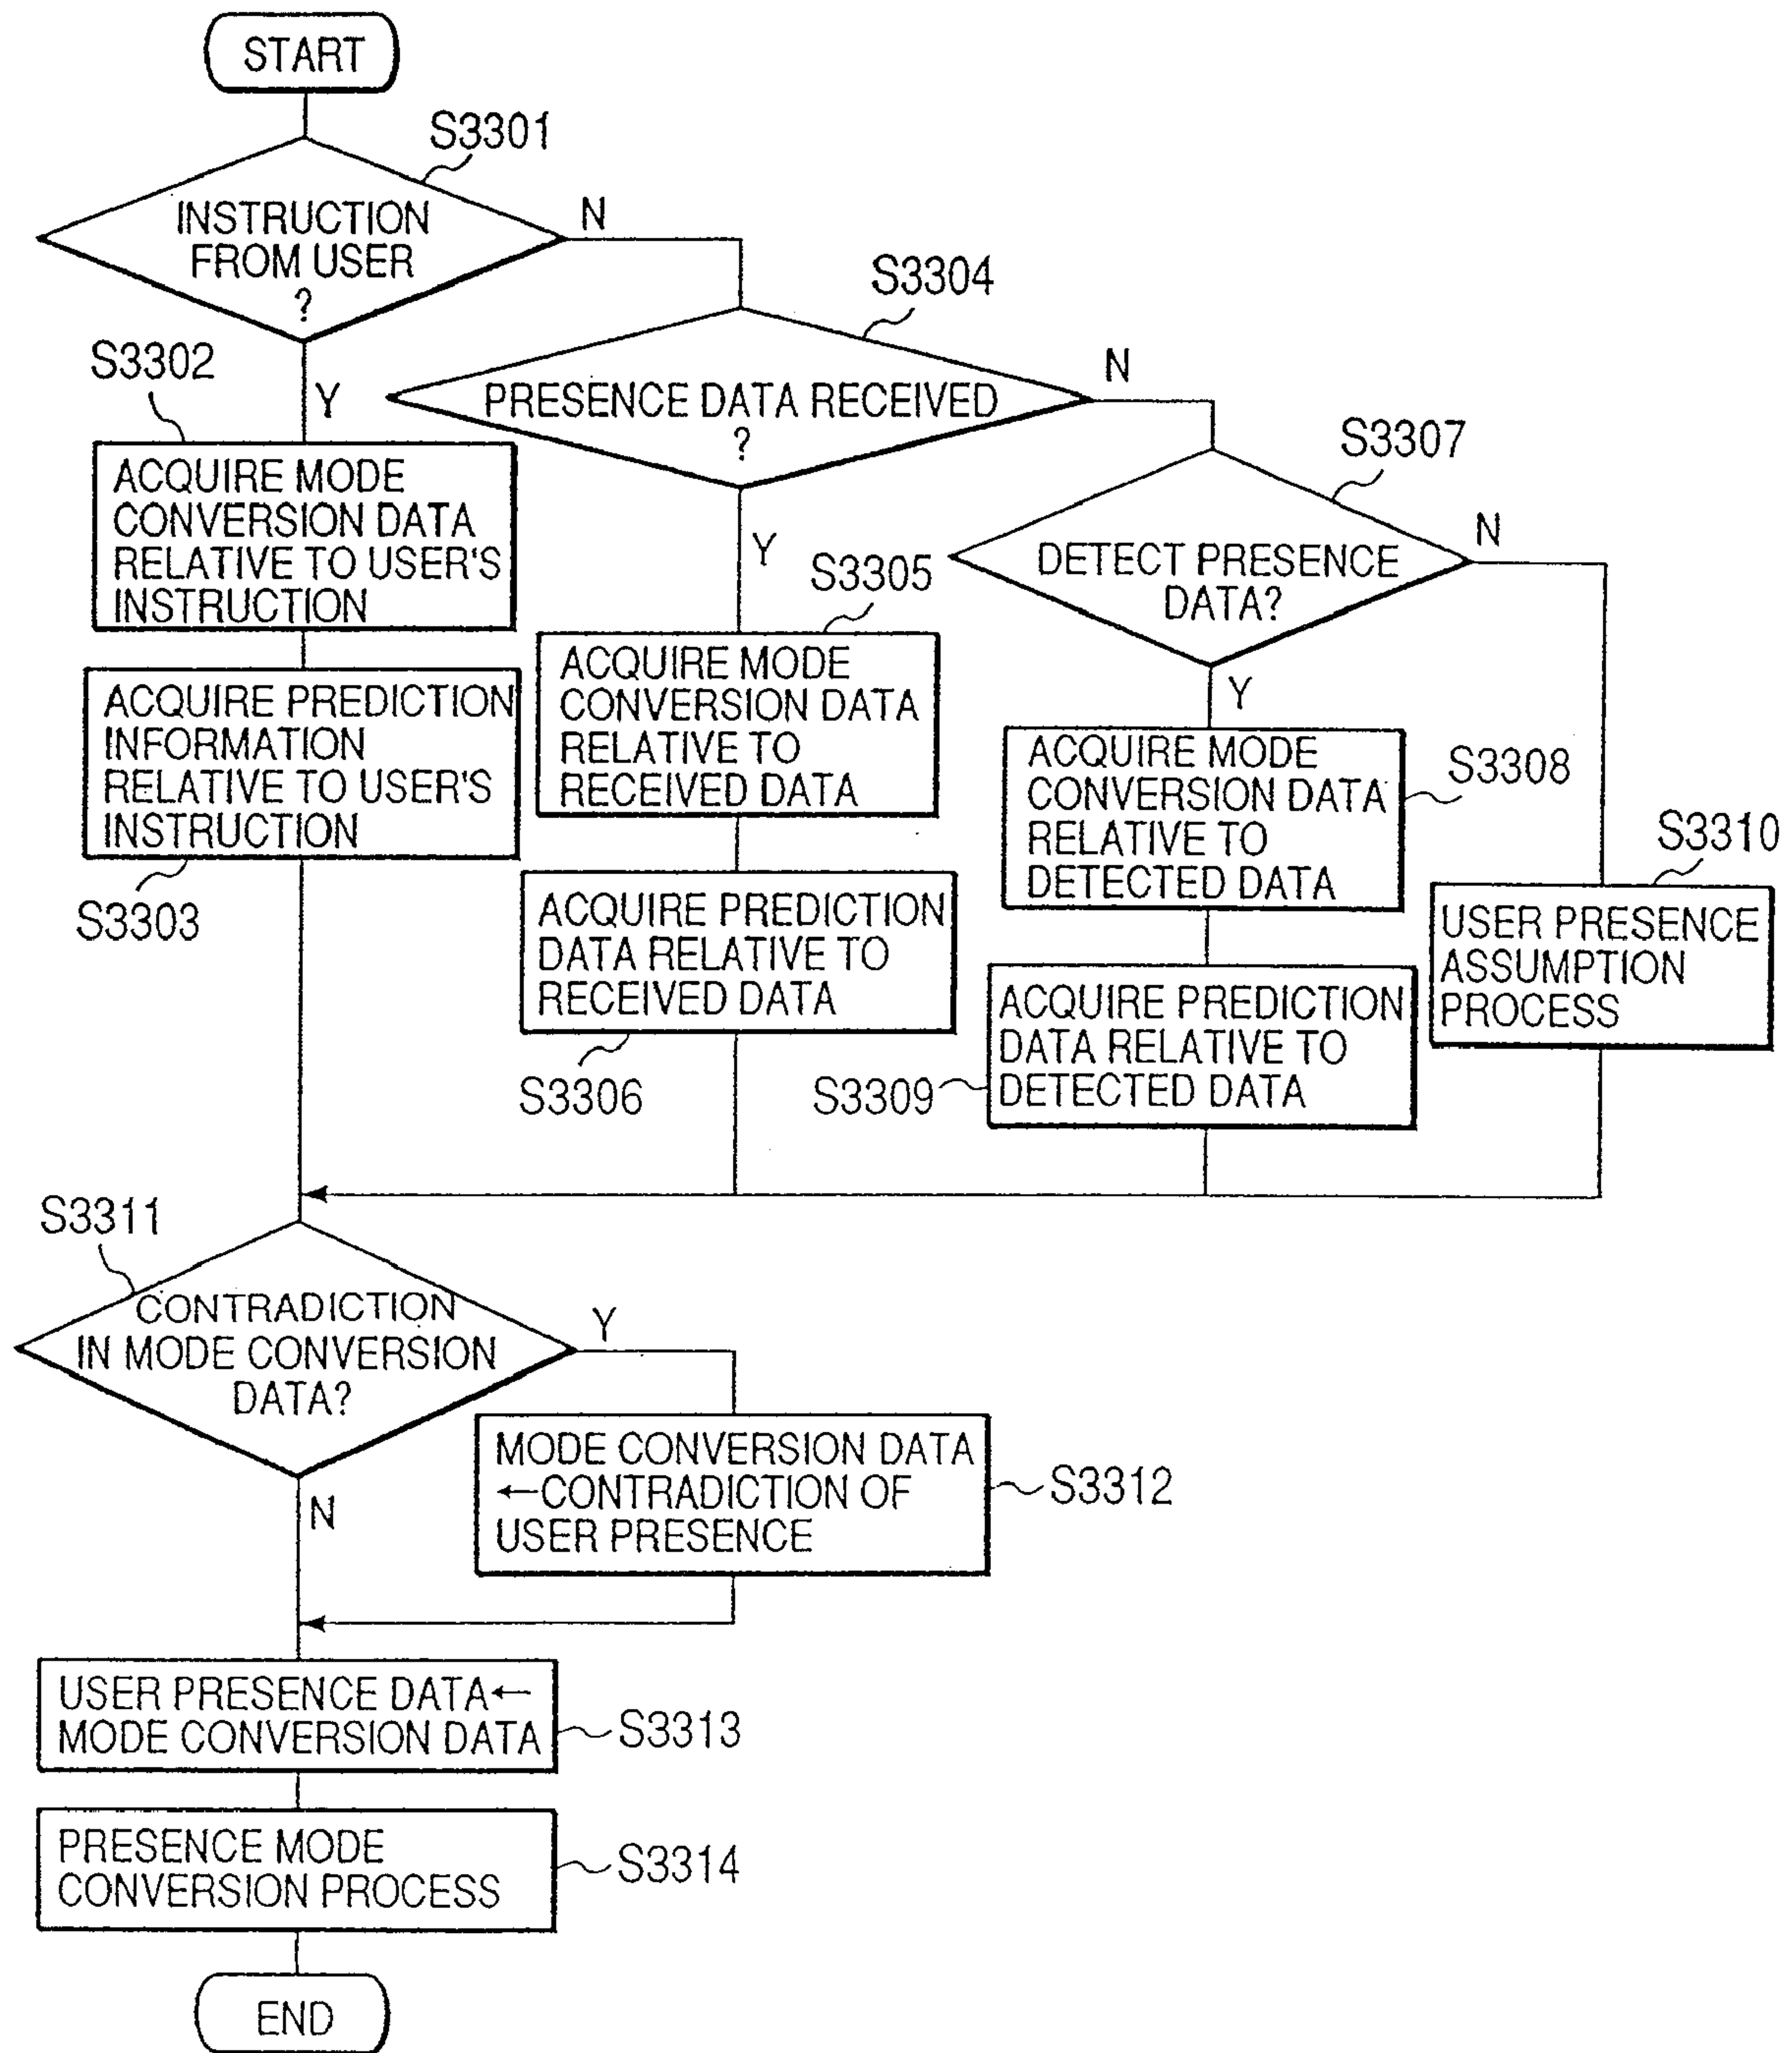 START
S3301
INSTRUCTION
FROM USER
?
N
Y
S3302
ACQUIRE MODE
CONVERSION DATA
RELATIVE TO USER'S
INSTRUCTION
ACQUIRE PREDICTION
INFORMATION
RELATIVE TO USER'S
INSTRUCTION
S3303
S3304
PRESENCE DATA RECEIVED
?
N
Y
S3305
ACQUIRE MODE
CONVERSION DATA
RELATIVE TO
RECEIVED DATA
ACQUIRE PREDICTION
DATA RELATIVE TO
RECEIVED DATA
S3306
S3307
DETECT PRESENCE
DATA?
N
Y
ACQUIRE MODE
CONVERSION DATA
RELATIVE TO
DETECTED DATA
S3308
ACQUIRE PREDICTION
DATA RELATIVE TO
DETECTED DATA
S3309
S3310
USER PRESENCE
ASSUMPTION
PROCESS
S3311
CONTRADICTION
IN MODE CONVERSION
DATA?
Y
N
MODE CONVERSION DATA
←CONTRADICTION OF
USER PRESENCE
S3312
USER PRESENCE DATA←
MODE CONVERSION DATA
S3313
PRESENCE MODE
CONVERSION PROCESS
S3314
END